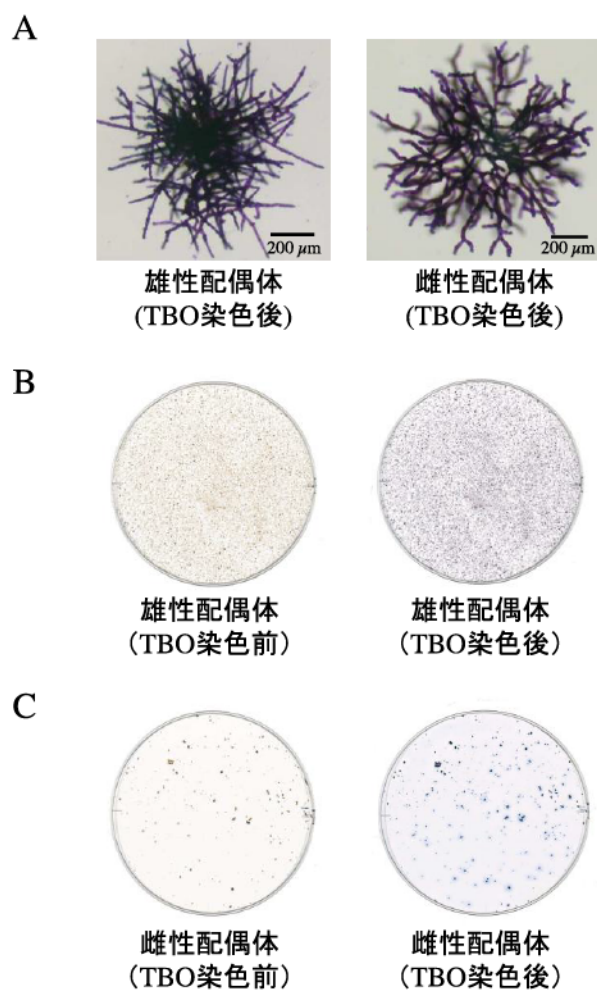 A
200 μm
200 μm
雄性配偶体
(TBO染色後)
雌性配偶体
(TBO染色後)
B
雄性配偶体
（TBO染色前）
雄性配偶体
（TBO染色後）
C
雌性配偶体
（TBO染色前）
雌性配偶体
（TBO染色後）